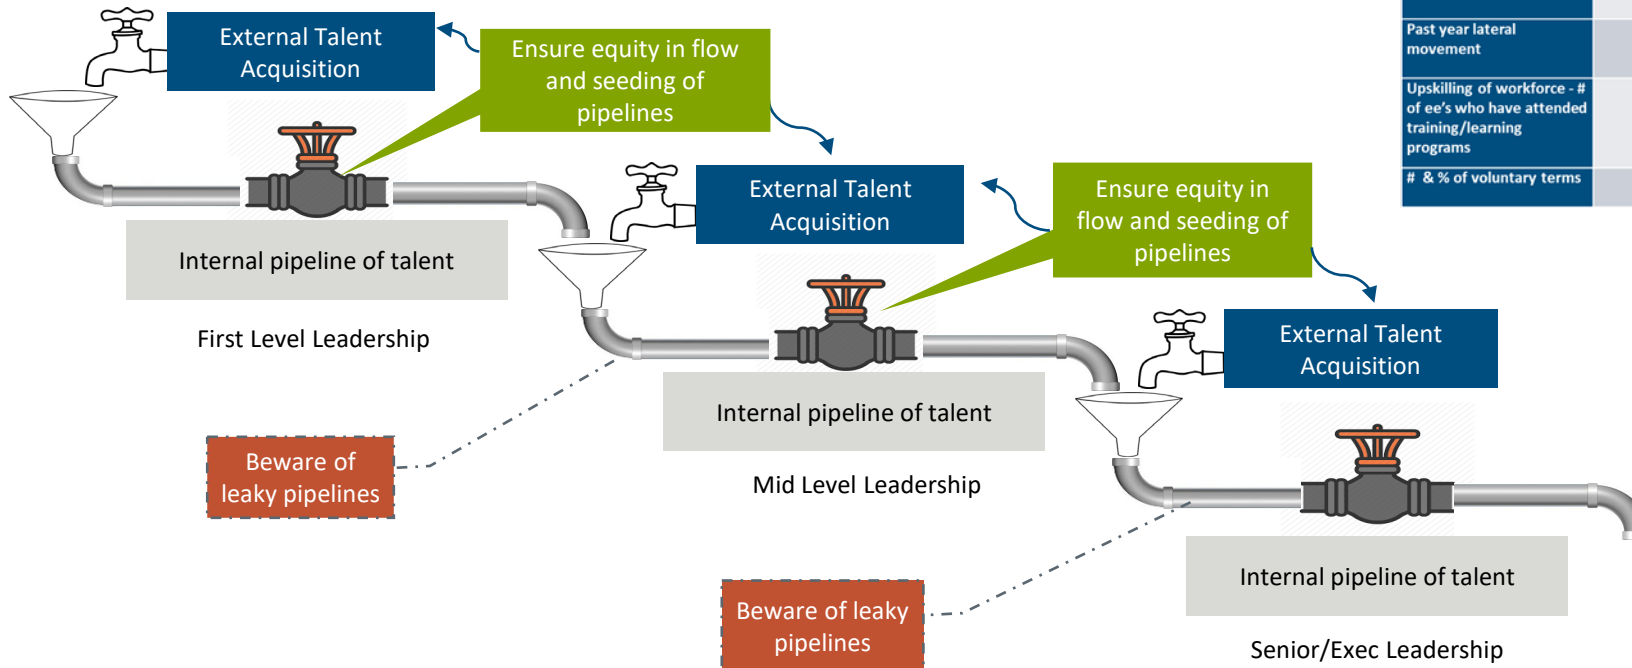 External Talent
Acquisition
Ensure equity in flow
and seeding of
pipelines
Past year lateral
movement
Upskilling of workforce - #
of ee's who have attended
training/learning
programs
# & % of voluntary terms
External Talent
Acquisition
Ensure equity in
flow and seeding of
pipelines
Internal pipeline of talent
First Level Leadership
External Talent
Acquisition
Internal pipeline of talent
Beware of
leaky pipelines
Mid Level Leadership
Internal pipeline of talent
Beware of leaky
pipelines
Senior/Exec Leadership